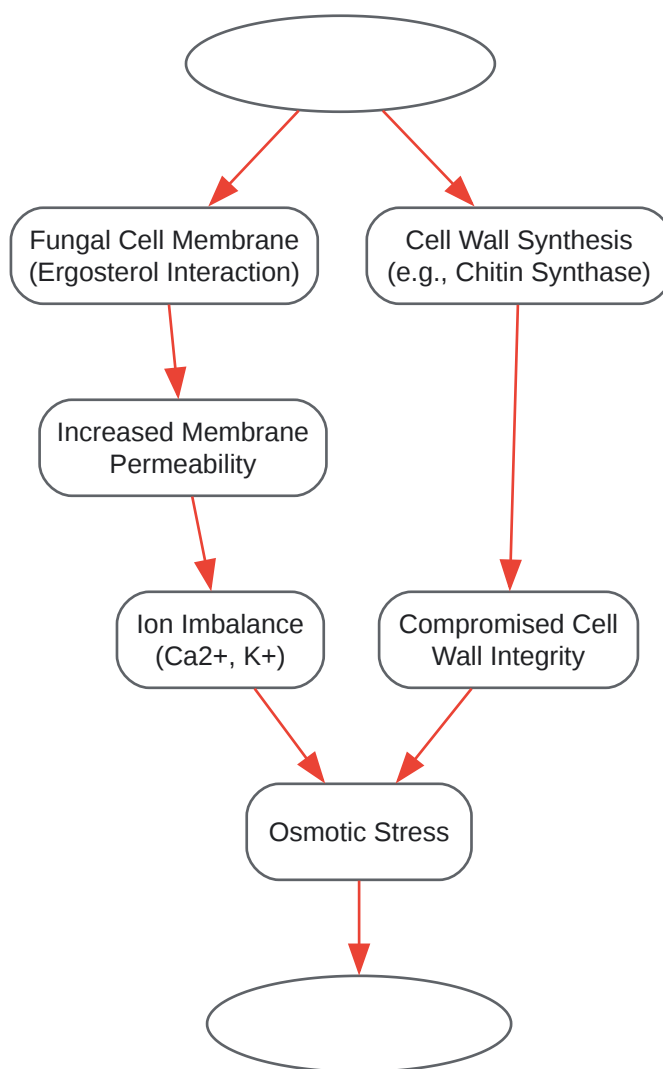 Fungal Cell Membrane
(Ergosterol Interaction)
Cell Wall Synthesis
(e.g., Chitin Synthase)
Increased Membrane
Permeability
Ion Imbalance
(Ca2+, K+)
Compromised Cell
Wall Integrity
Osmotic Stress